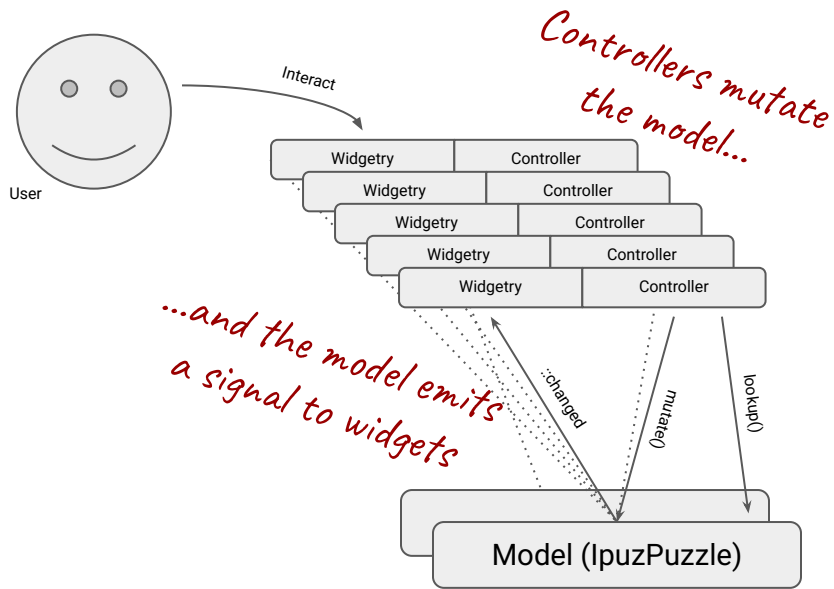 Controllers mutate
the model...
Interact
User
Widgetry Controller
Widgetry Controller
Widgetry Controller
Widgetry Controller
Widgetry Controller
...and the model emits
a signal to widgets
::changed
mutate()
lookup()
Model (IpuzPuzzle)